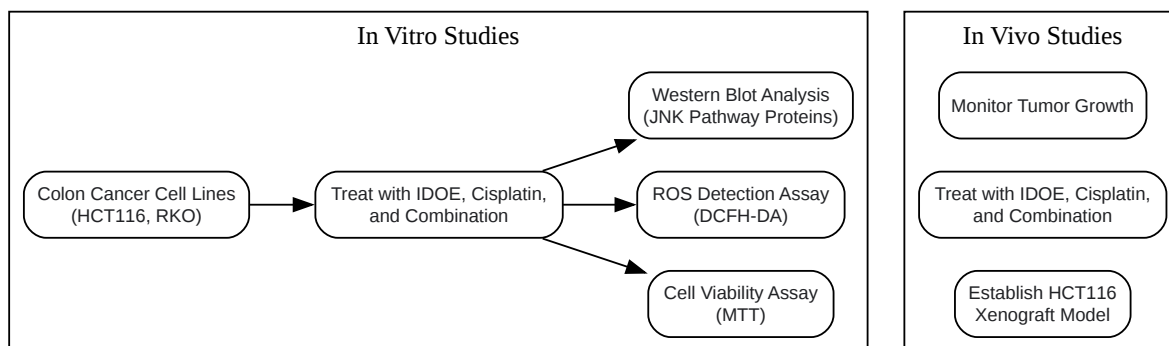 In Vitro Studies
Colon Cancer Cell Lines
(HCT116, RKO)
Treat with IDOE, Cisplatin,
and Combination
Western Blot Analysis
(JNK Pathway Proteins)
ROS Detection Assay
(DCFH-DA)
Cell Viability Assay
(MTT)
In Vivo Studies
Monitor Tumor Growth
Treat with IDOE, Cisplatin,
and Combination
Establish HCT116
Xenograft Model